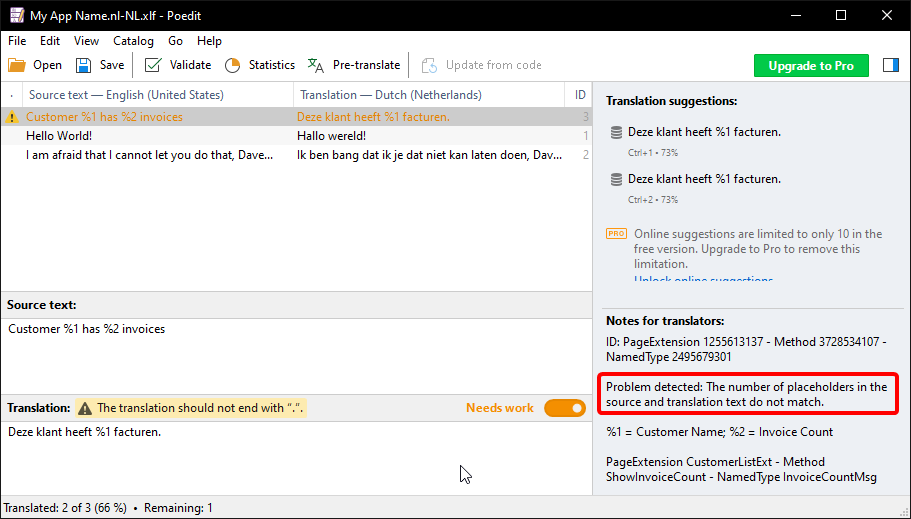 My App Name.nl-NL.xlf - Poedit
File Edit View Catalog Go Help
Open Save Validate Statistics Pre-translate Update from code Upgrade to Pro
Source text — English (United States) Translation — Dutch (Netherlands) ID
Customer %1 has %2 invoices Deze klant heeft %1 facturen. 3
Hello World! Hallo wereld! 1
I am afraid that I cannot let you do that, Dave... Ik ben bang dat ik je dat niet kan laten doen, Dav... 2
Source text:
Customer %1 has %2 invoices
Translation: The translation should not end with “.”. Needs work
Deze klant heeft %1 facturen.
Translation suggestions:
Deze klant heeft %1 facturen.
Ctrl+1 • 73%
Deze klant heeft %1 facturen.
Ctrl+2 • 73%
PRO Online suggestions are limited to only 10 in the
free version. Upgrade to Pro to remove this
limitation.
Unlock online suggestions
Notes for translators:
ID: PageExtension 1255613137 - Method 3728534107 -
NamedType 2495679301
Problem detected: The number of placeholders in the
source and translation text do not match.
%1 = Customer Name; %2 = Invoice Count
PageExtension CustomerListExt - Method
ShowInvoiceCount - NamedType InvoiceCountMsg
Translated: 2 of 3 (66 %) • Remaining: 1